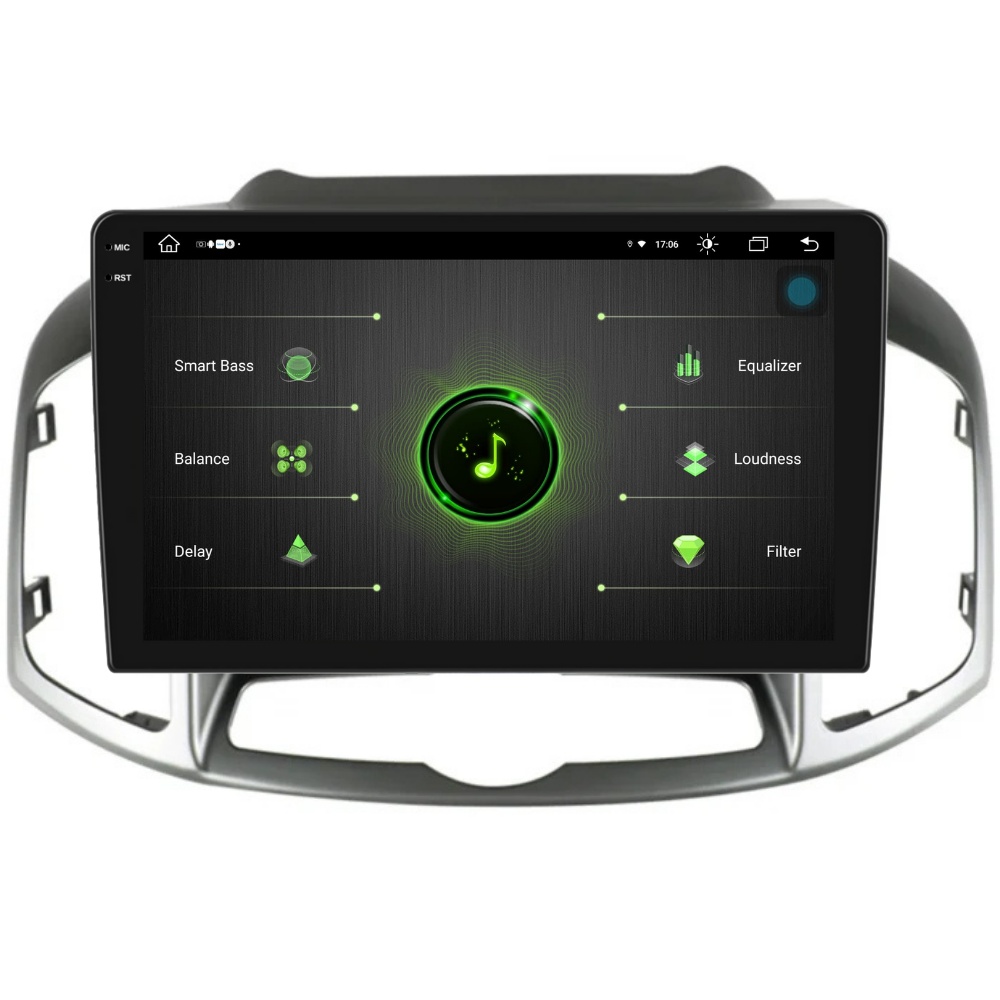 MIC
17:06
RST
Smart Bass
Equalizer
Balance
Loudness
Delay
Filter